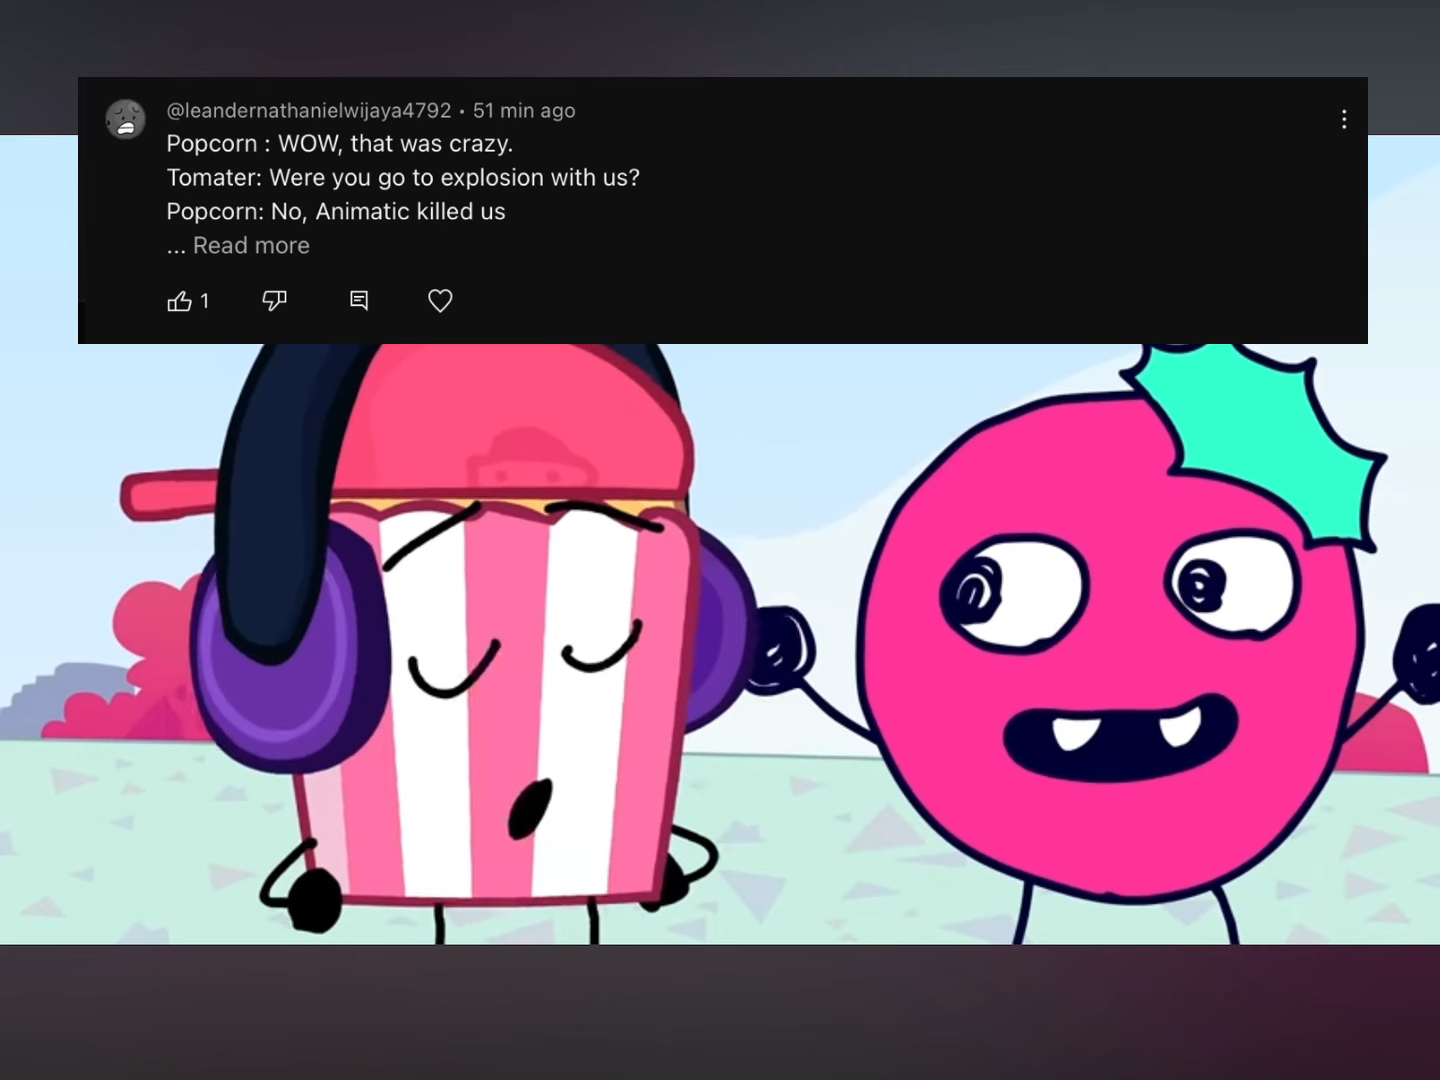 @leandernathanielwijaya4792 • 51 min ago
Popcorn : WOW, that was crazy.
Tomater: Were you go to explosion with us?
Popcorn: No, Animatic killed us
... Read more
1